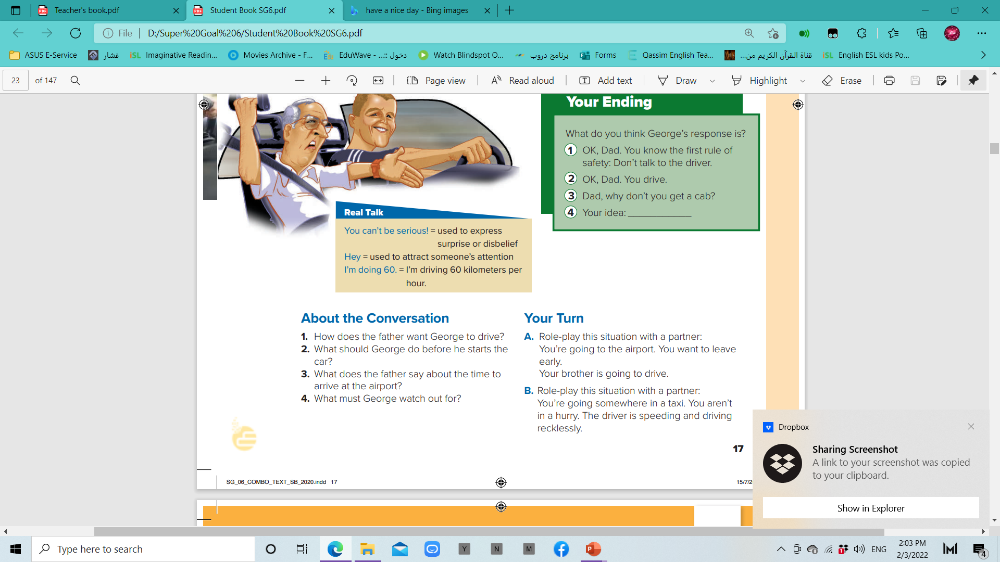 Teacher's book.pdf
Student Book SG6.pdf
have a nice day - Bing images
File
D:/Super%20Goal%206/Student%20Book%20SG6.pdf
ASUS E-Service
فشار
Imaginative Readin...
Movies Archive - F...
EduWave - ...:: دخول
Watch Blindspot O...
برنامج دروب
Forms
Qassim English Tea...
قناة القرآن الكريم من...
English ESL kids Po...
23
of 147
Page view
Read aloud
Add text
Draw
Highlight
Erase
Your Ending
What do you think George's response is?
1 OK, Dad. You know the first rule of
safety: Don't talk to the driver.
2 OK, Dad. You drive.
3 Dad, why don't you get a cab?
4 Your idea: ____________
Real Talk
You can't be serious! = used to express
surprise or disbelief
Hey = used to attract someone's attention
I'm doing 60. = I'm driving 60 kilometers per
hour.
About the Conversation
1. How does the father want George to drive?
2. What should George do before he starts the
car?
3. What does the father say about the time to
arrive at the airport?
4. What must George watch out for?
Your Turn
A. Role-play this situation with a partner:
You're going to the airport. You want to leave
early.
Your brother is going to drive.
B. Role-play this situation with a partner:
You're going somewhere in a taxi. You aren't
in a hurry. The driver is speeding and driving
recklessly.
17
SG_06_COMBO_TEXT_SB_2020.indd 17
15/7/2
Dropbox
Sharing Screenshot
A link to your screenshot was copied
to your clipboard.
Show in Explorer
Type here to search
Y
N
M
1
ENG
2:03 PM
2/3/2022
4